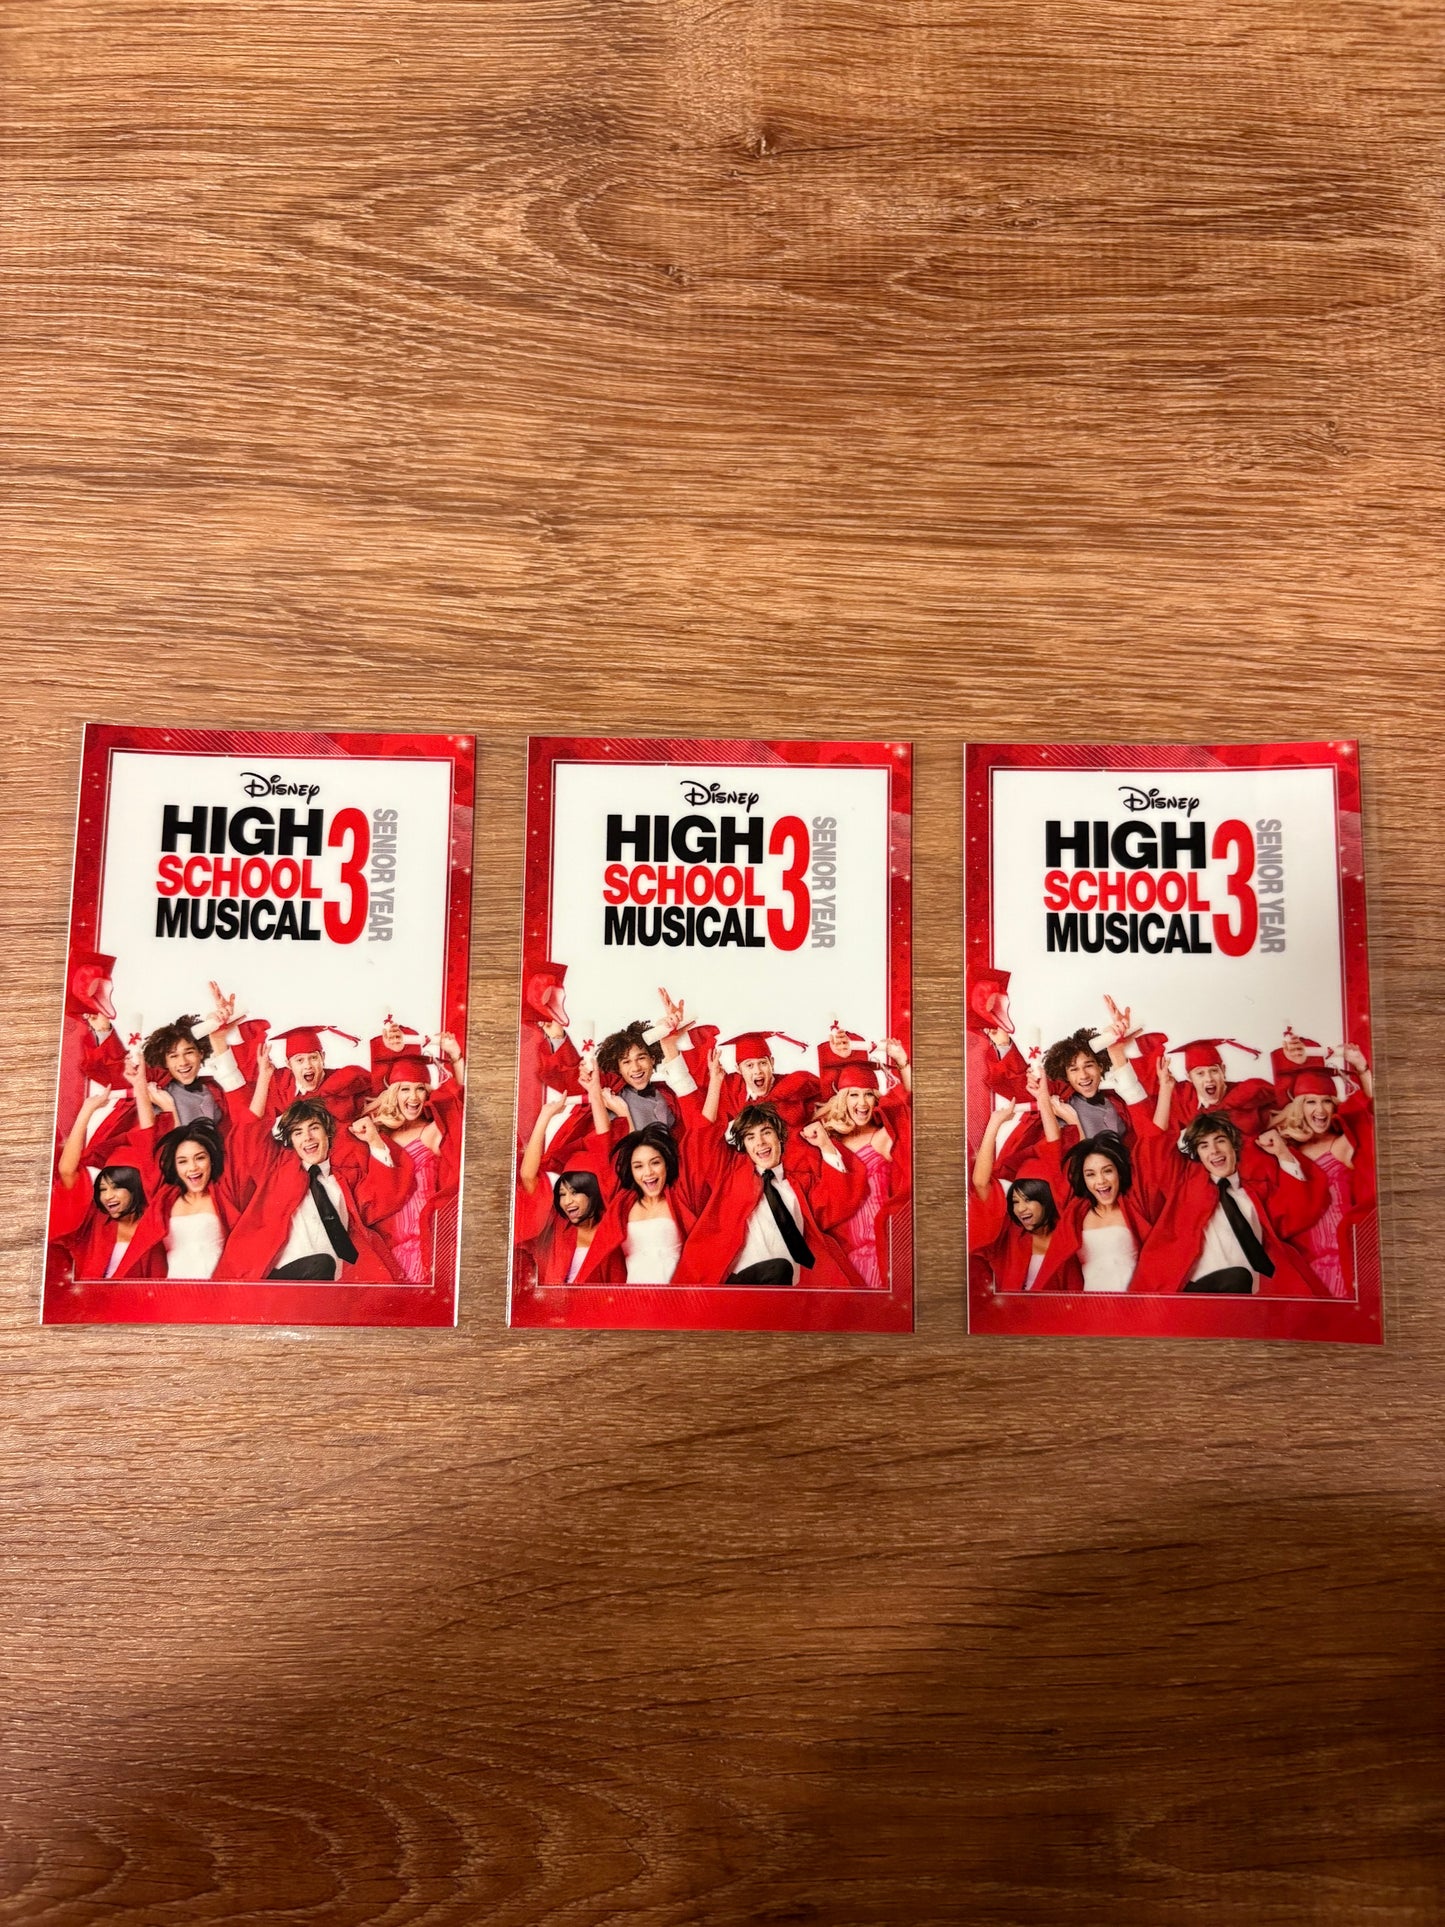 Disney
HIGH
SCHOOL
MUSICAL
3
SENIOR YEAR
Disney
HIGH
SCHOOL
MUSICAL
3
SENIOR YEAR
Disney
HIGH
SCHOOL
MUSICAL
3
SENIOR YEAR